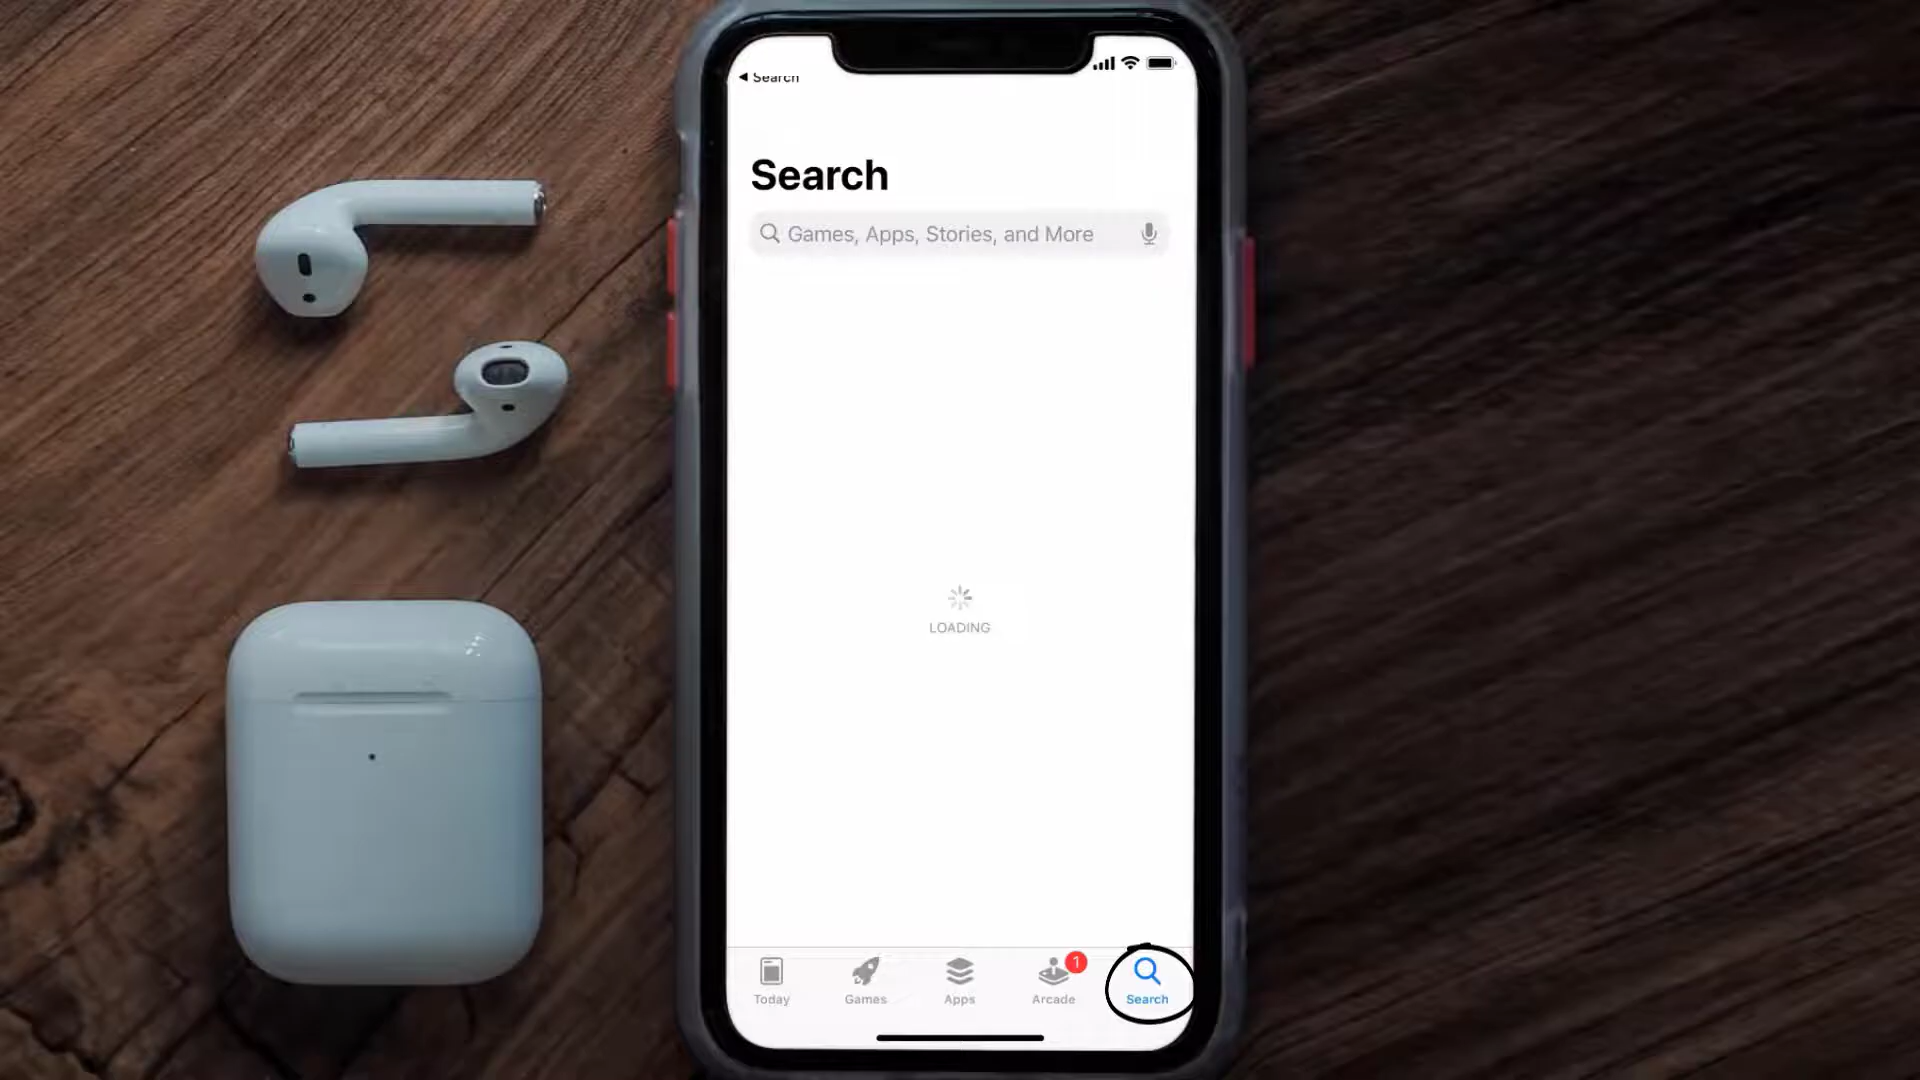 Search
Search
Games, Apps, Stories, and More
LOADING
1
Today
Games
Apps
Arcade
Search